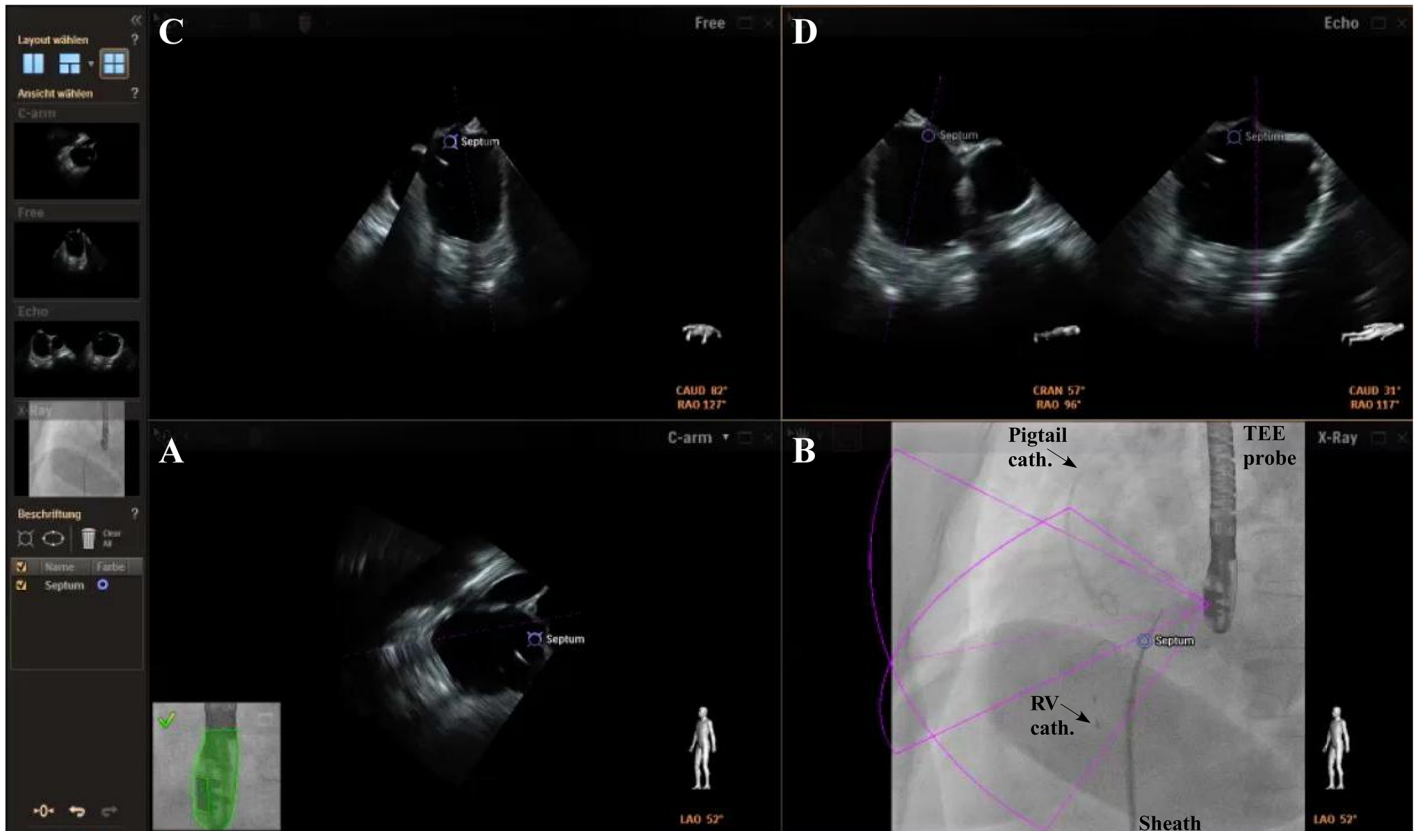 Layout wählen ?
Ansicht wählen ?
C-arm
Free
Echo
X-Ray
Beschriftung ?
Clear
All
Name Farbe
Septum
C
Free
Septum
CAUD 82°
RAO 127°
D
Echo
Septum
Septum
CRAN 57°
RAO 96°
CAUD 31°
RAO 117°
A
C-arm
Septum
LAO 52°
B
X-Ray
Pigtail
cath.
TEE
probe
Septum
RV
cath.
Sheath
LAO 52°